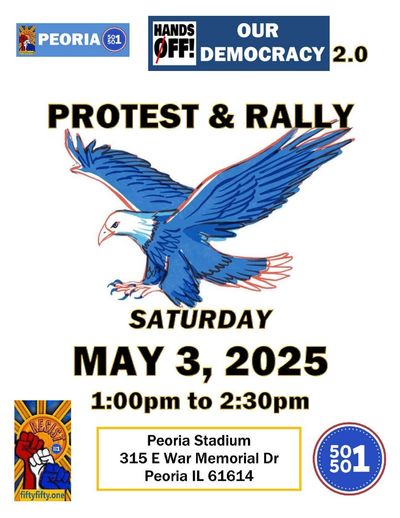 PEORIA 50 50 1
HANDS OFF!
OUR
DEMOCRACY 2.0
PROTEST & RALLY
SATURDAY
MAY 3, 2025
1:00pm to 2:30pm
RESIST
fiftyfifty.one
Peoria Stadium
315 E War Memorial Dr
Peoria IL 61614
50
50 1